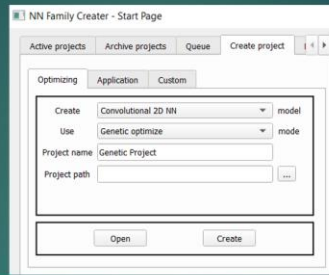 NN Family Creater - Start Page
Active projects Archive projects Queue Create project
Optimizing Application Custom
Create Convolutional 2D NN model
Use Genetic optimize mode
Project name Genetic Project
Project path ...
Open Create